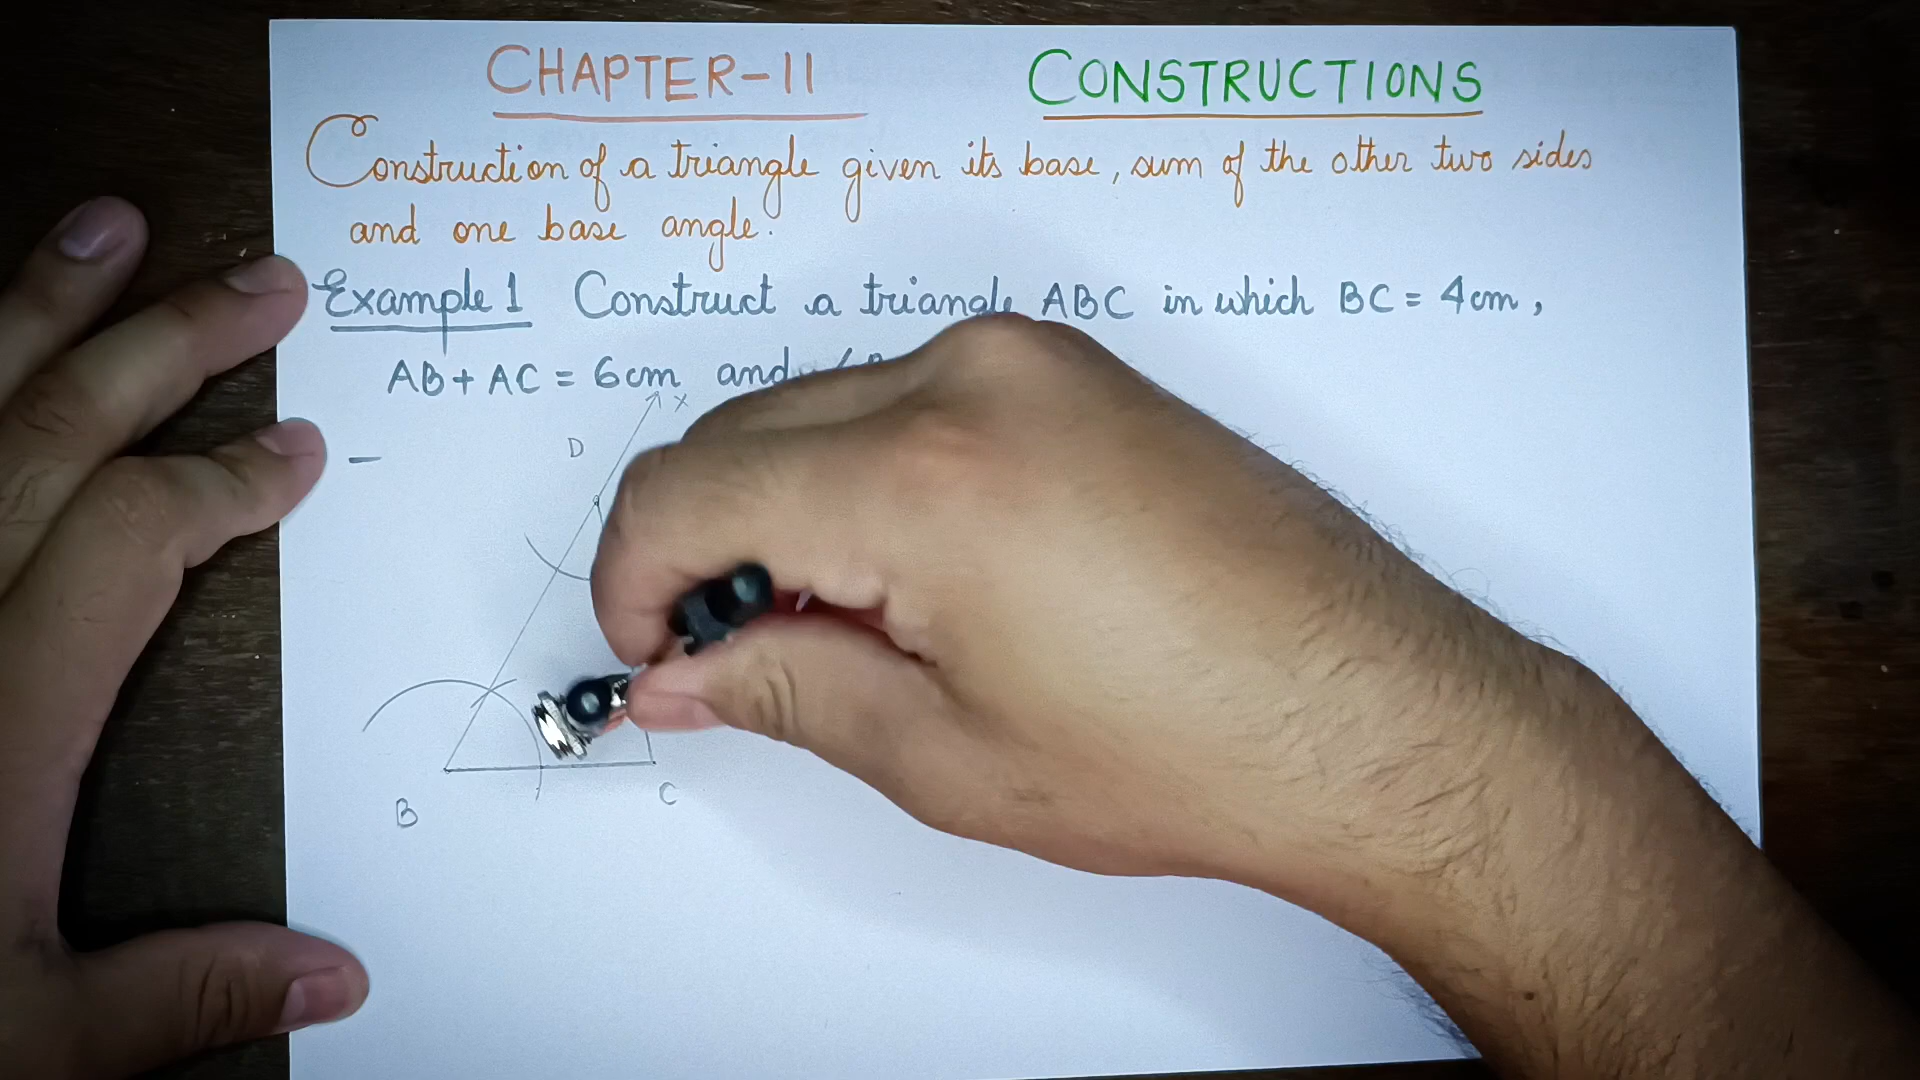 CHAPTER-11 CONSTRUCTIONS
Construction of a triangle given its base, sum of the other two sides
and one base angle.
Example 1 Construct a triangle ABC in which BC = 4cm,
AB + AC = 6cm and
X
D
-
B
C